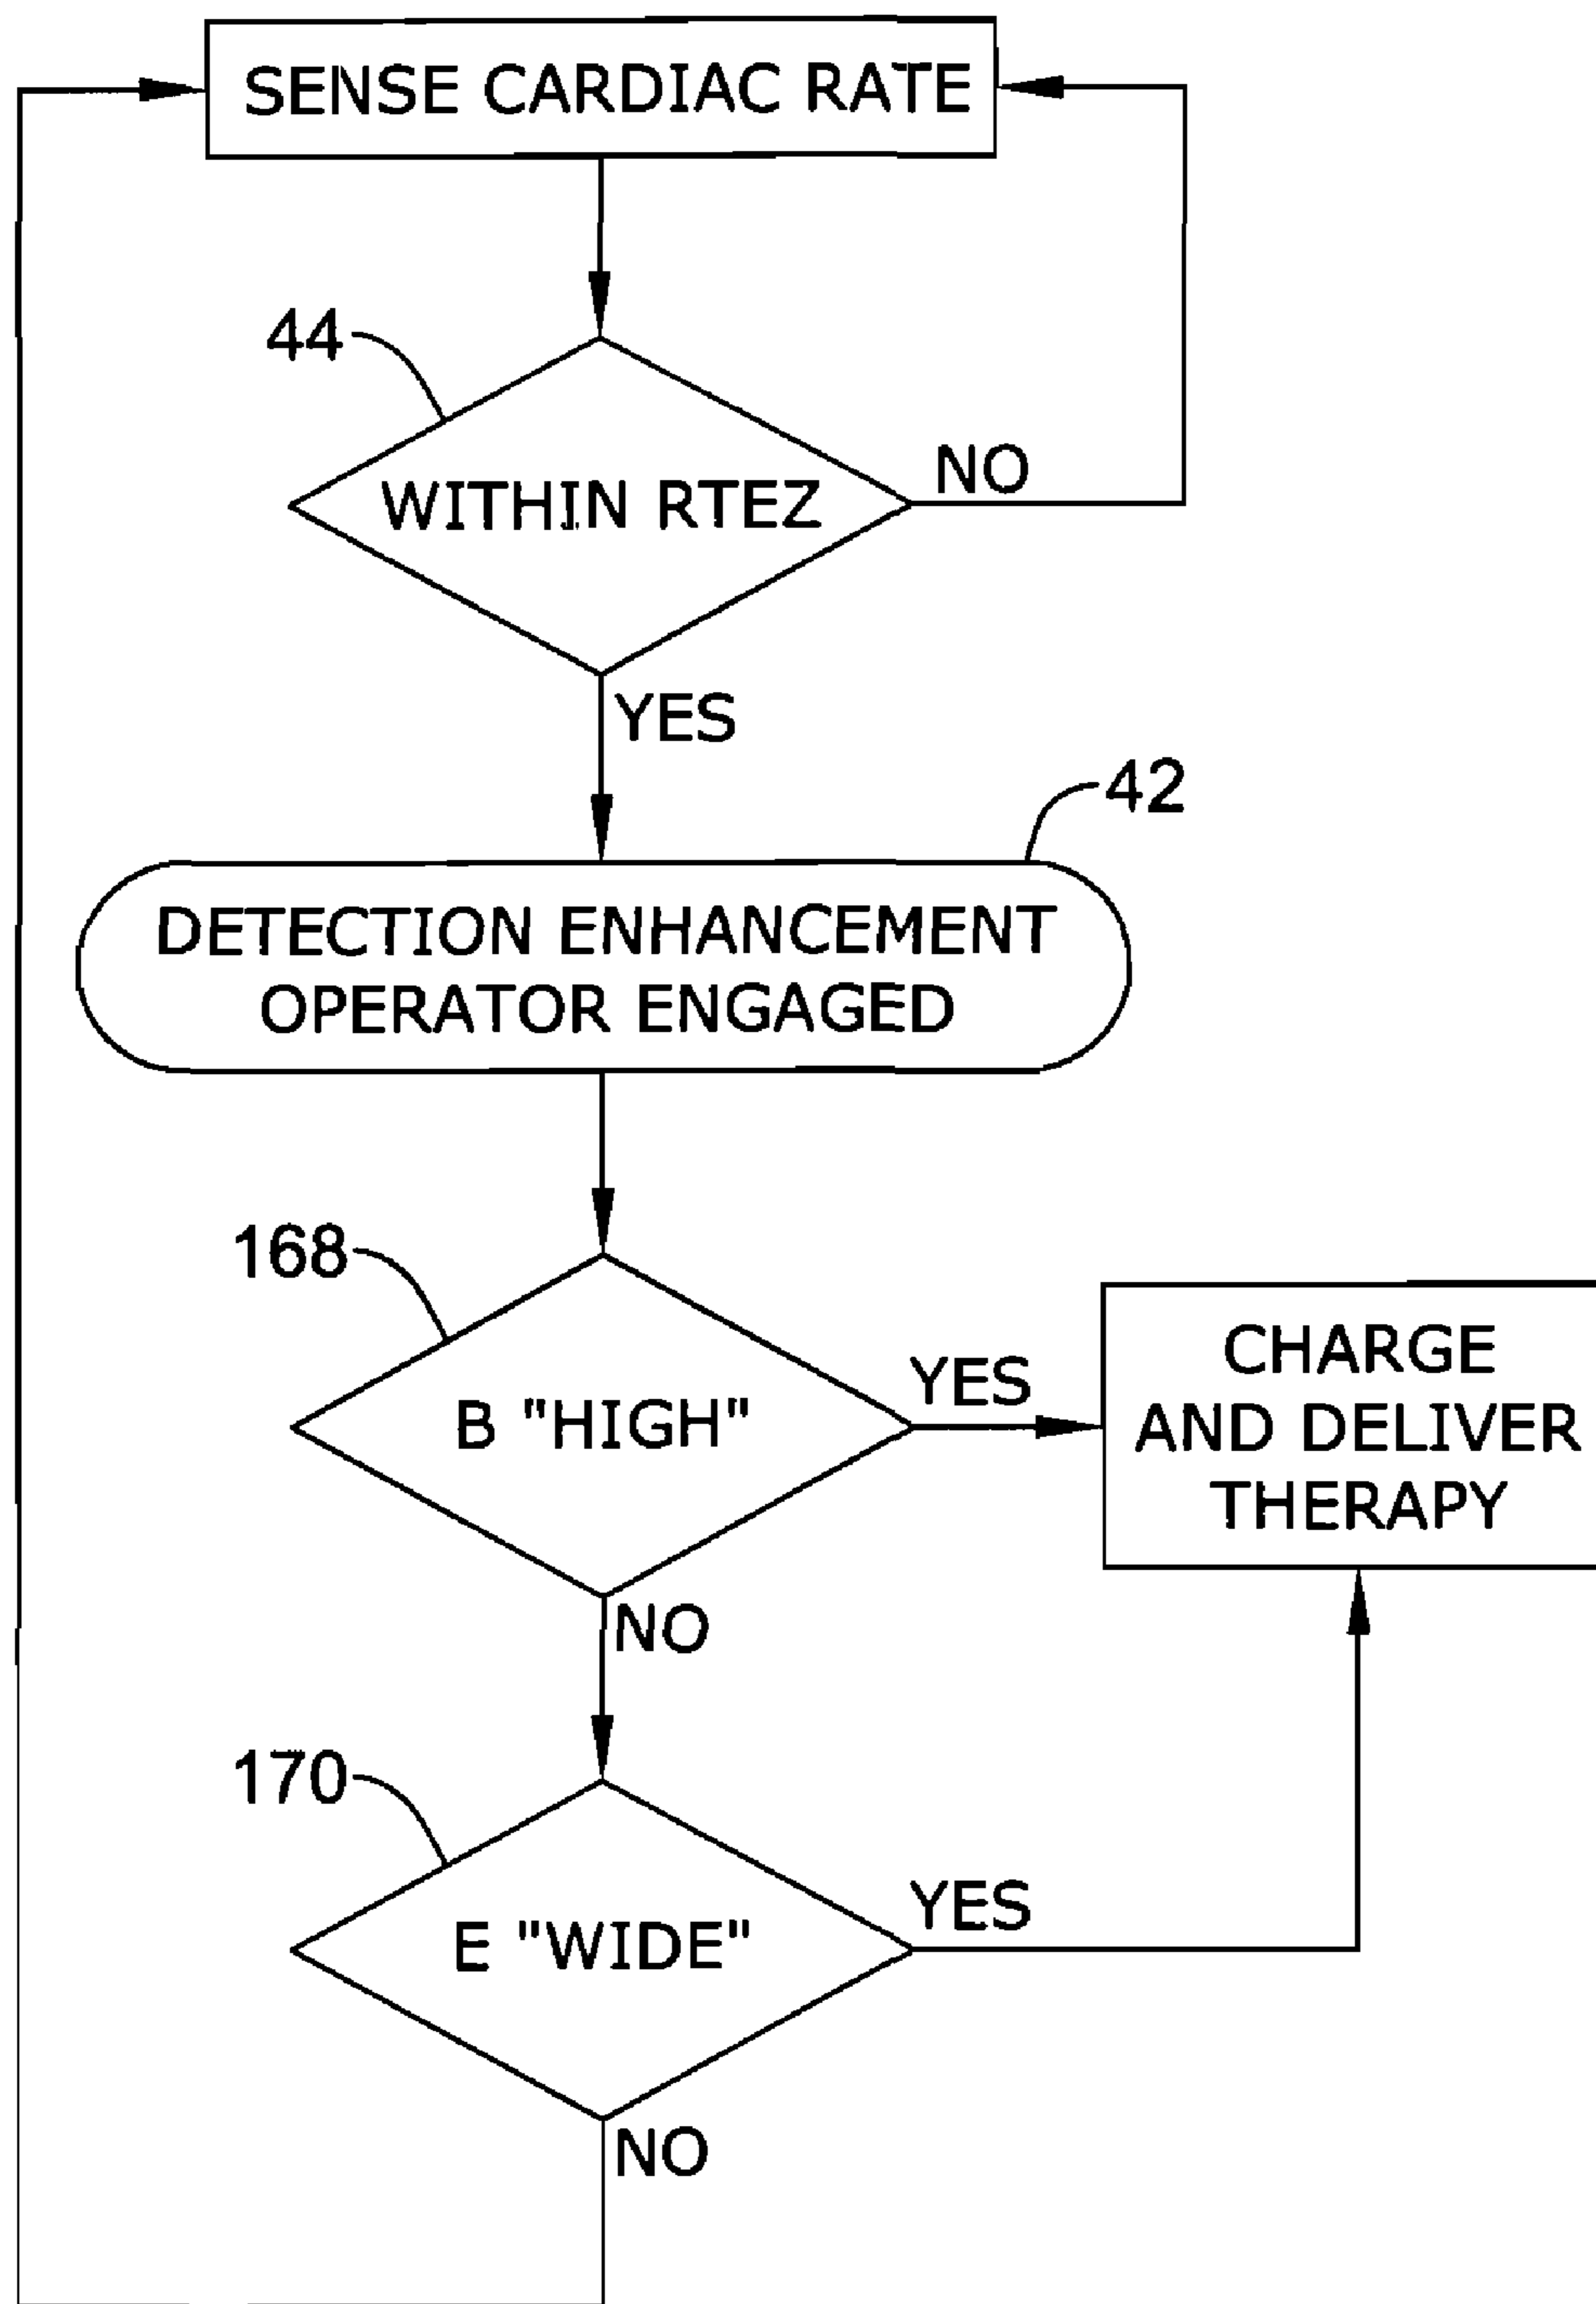 SENSE CARDIAC RATE
44
WITHIN RTEZ
NO
YES
42
DETECTION ENHANCEMENT
OPERATOR ENGAGED
168
B "HIGH"
YES
CHARGE
AND DELIVER
THERAPY
NO
170
E "WIDE"
YES
NO